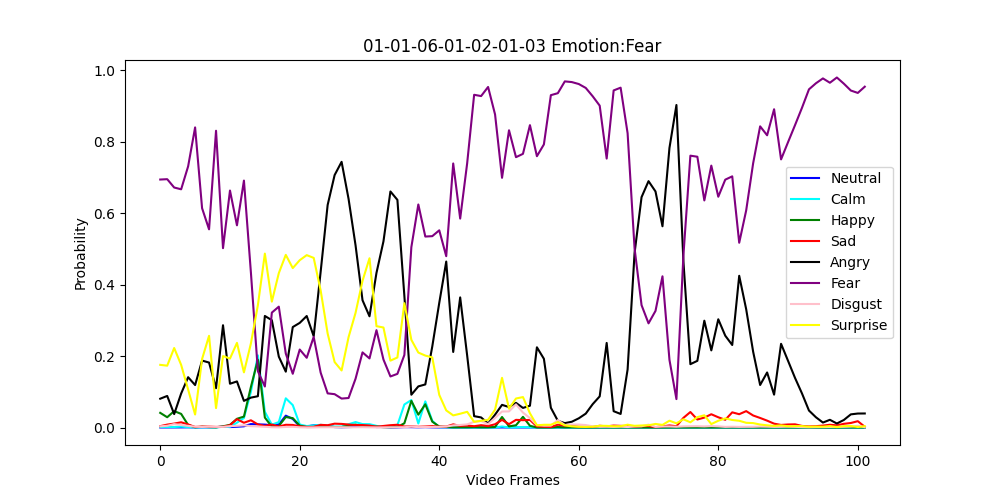 01-01-06-01-02-01-03 Emotion:Fear
1.0
0.8
0.6
0.4
0.2
0.0
Probability
0
20
40
60
80
100
Video Frames
Neutral
Calm
Happy
Sad
Angry
Fear
Disgust
Surprise